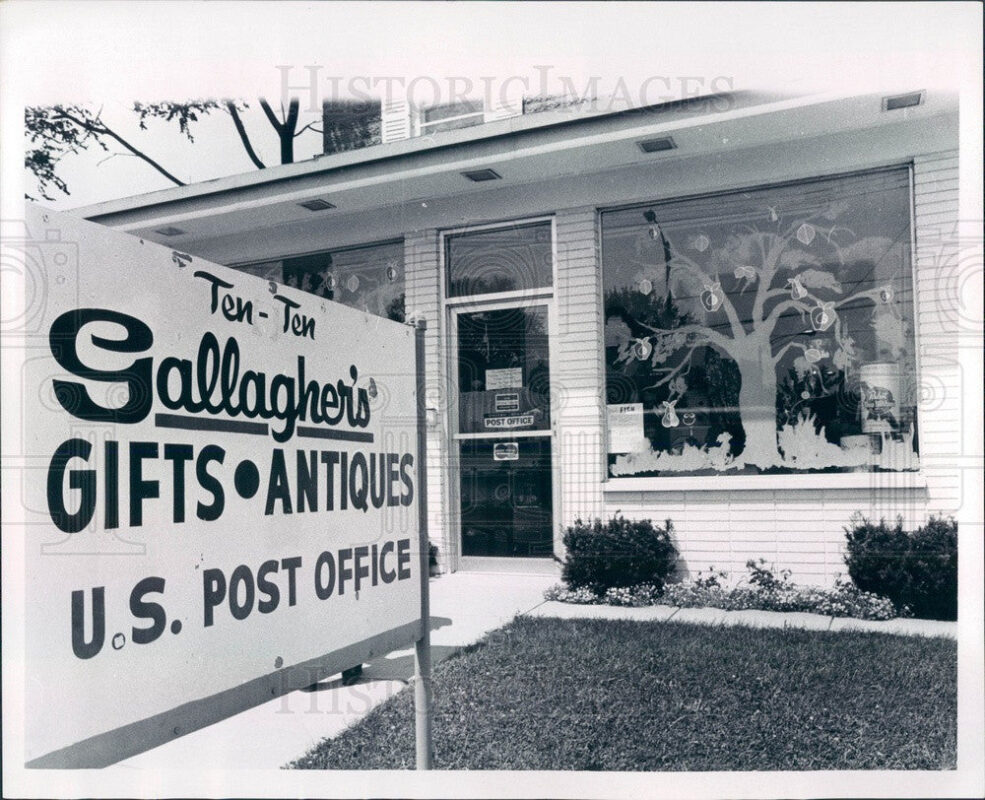 HISTORIC IMAGES
Ten-Ten
Gallagher's
GIFTS • ANTIQUES
U.S. POST OFFICE
POST OFFICE